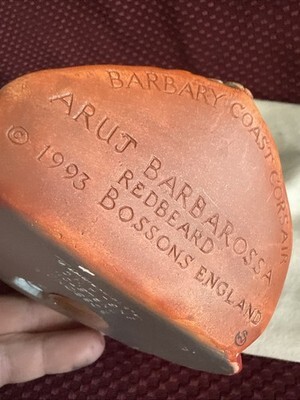 BARBARY COAST CORSAIR
ARUJ BARBAROSSA
REDBEARD
© 1993 BOSSONS ENGLAND